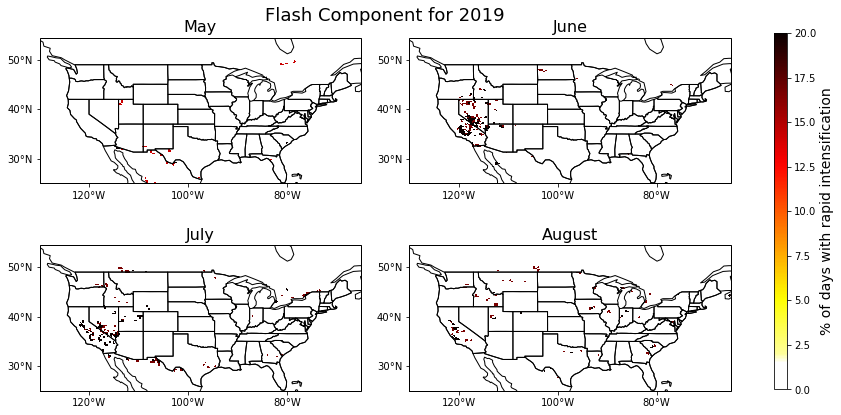 Flash Component for 2019
May
50°N
40°N
30°N
120°W 100°W 80°W
June
50°N
40°N
30°N
120°W 100°W 80°W
July
50°N
40°N
30°N
120°W 100°W 80°W
August
50°N
40°N
30°N
120°W 100°W 80°W
20.0
17.5
15.0
12.5
10.0
7.5
5.0
2.5
0.0
% of days with rapid intensification